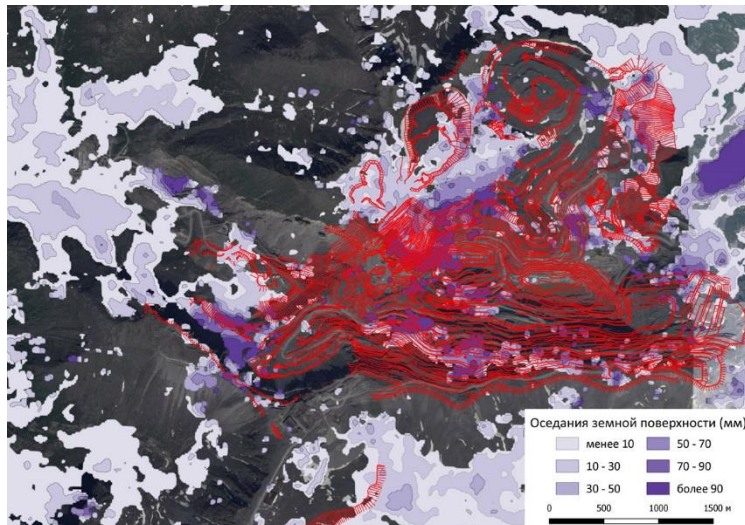 Оседания земной поверхности (мм)
менее 10
50 - 70
10 - 30
70 - 90
30 - 50
более 90
0 500 1000 1500 м